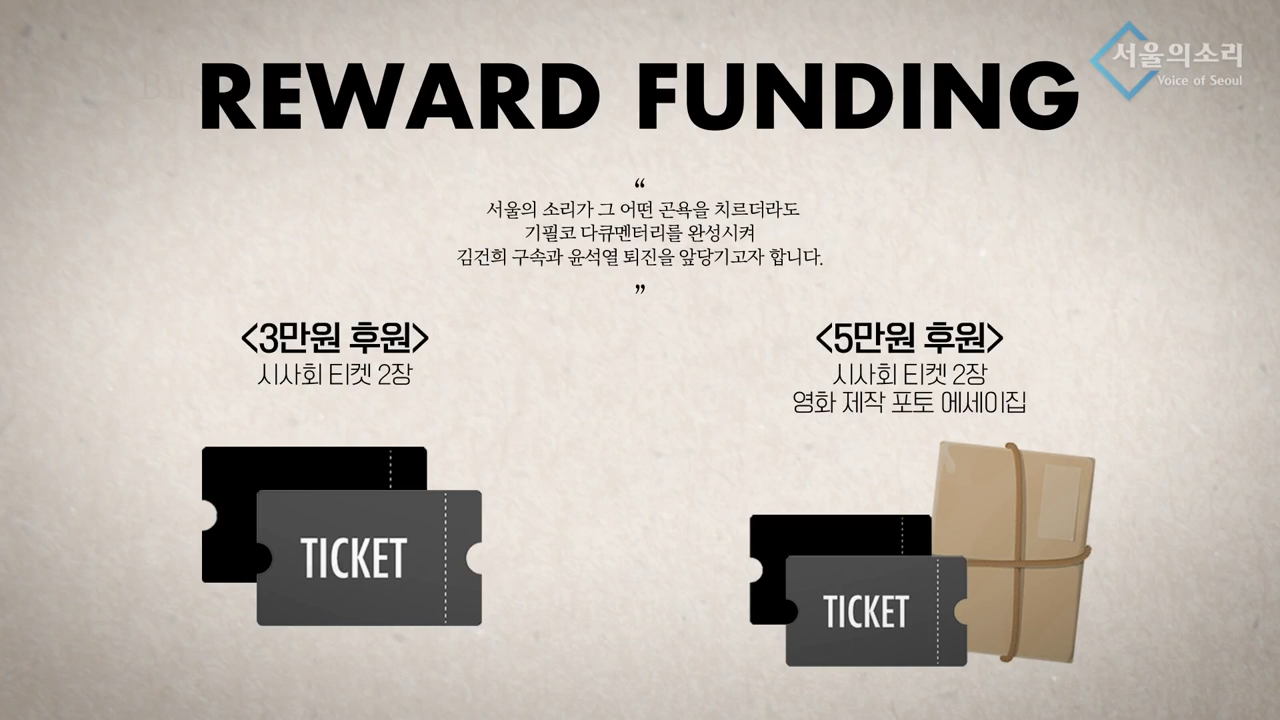 서울의소리
Voice of Seoul
REWARD FUNDING
“
서울의 소리가 그 어떤 곤욕을 치르더라도
기필코 다큐멘터리를 완성시켜
김건희 구속과 윤석열 퇴진을 앞당기고자 합니다.
”
<3만원 후원>
시사회 티켓 2장
TICKET
<5만원 후원>
시사회 티켓 2장
영화 제작 포토 에세이집
TICKET